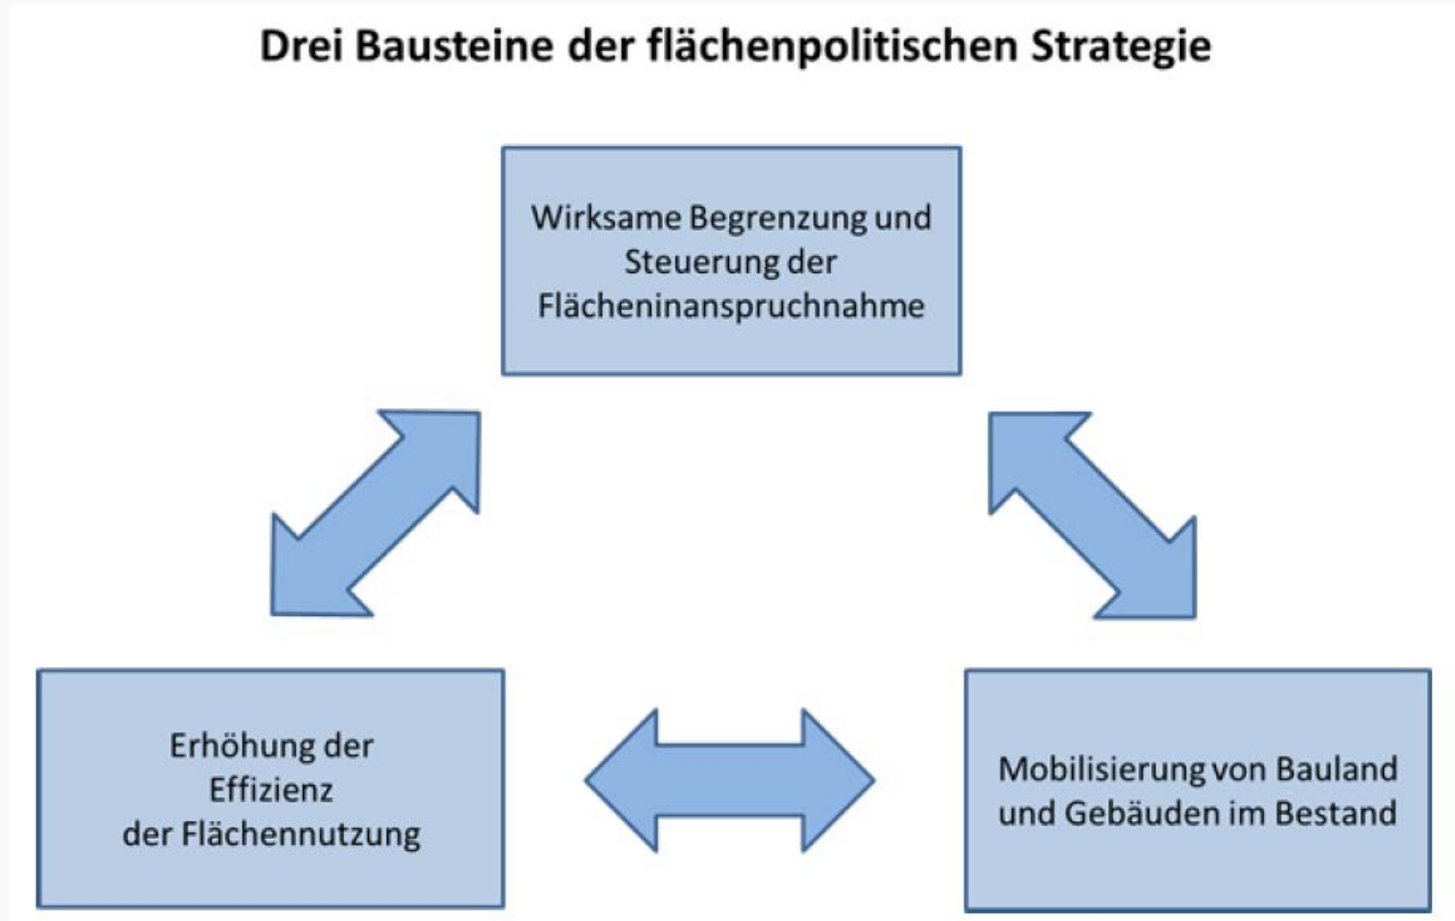 Drei Bausteine der flächenpolitischen Strategie
Wirksame Begrenzung und
Steuerung der
Flächeninanspruchnahme
Erhöhung der
Effizienz
der Flächennutzung
Mobilisierung von Bauland
und Gebäuden im Bestand